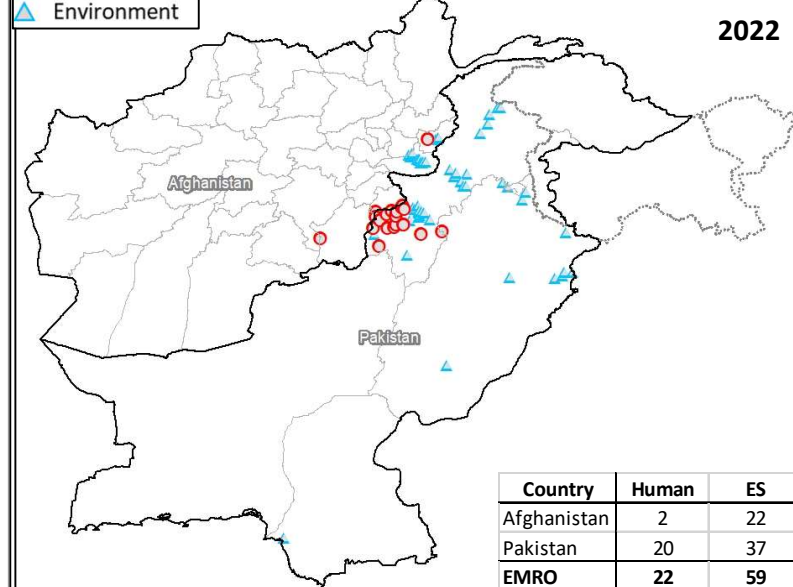 Environment
2022
Afghanistan
Pakistan
Country Human ES
Afghanistan 2 22
Pakistan 20 37
EMRO 22 59